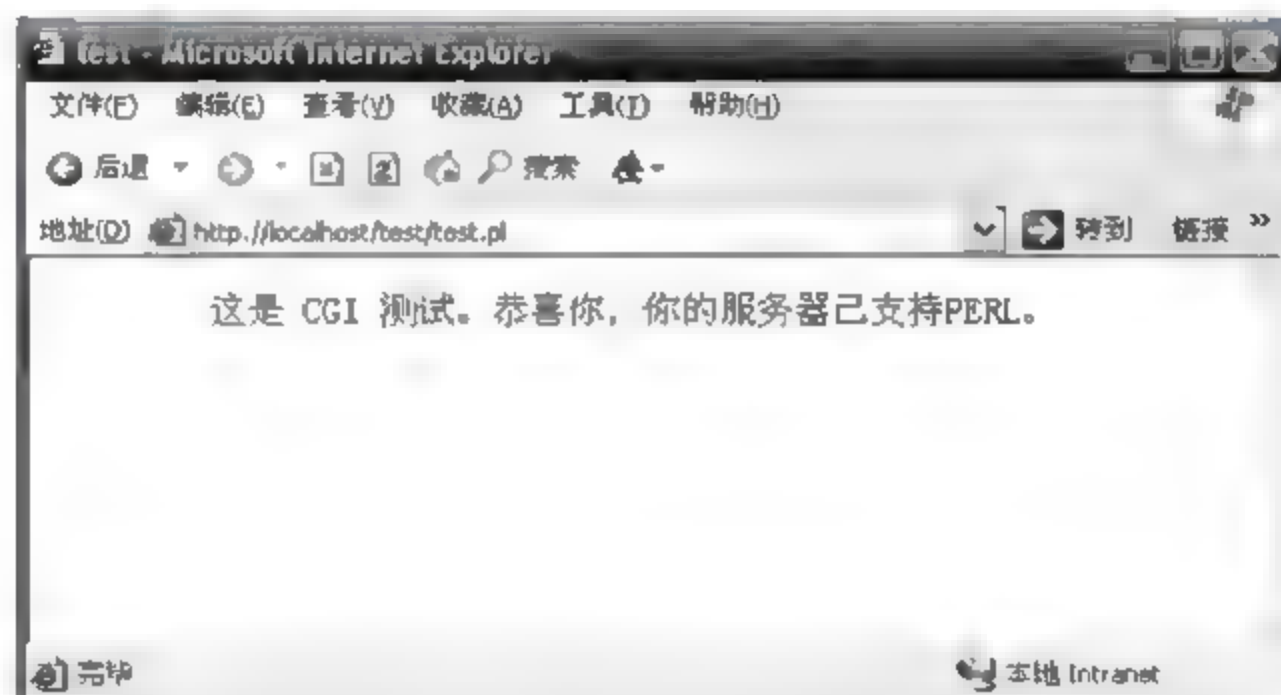 test - Microsoft Internet Explorer
文件(F) 编辑(E) 查看(V) 收藏(A) 工具(T) 帮助(H)
后退 搜索
地址(D) http://localhost/test/test.pl 转到 链接 »
这是 CGI 测试。恭喜你, 你的服务器己支持PERL。
完毕 本地 Intranet